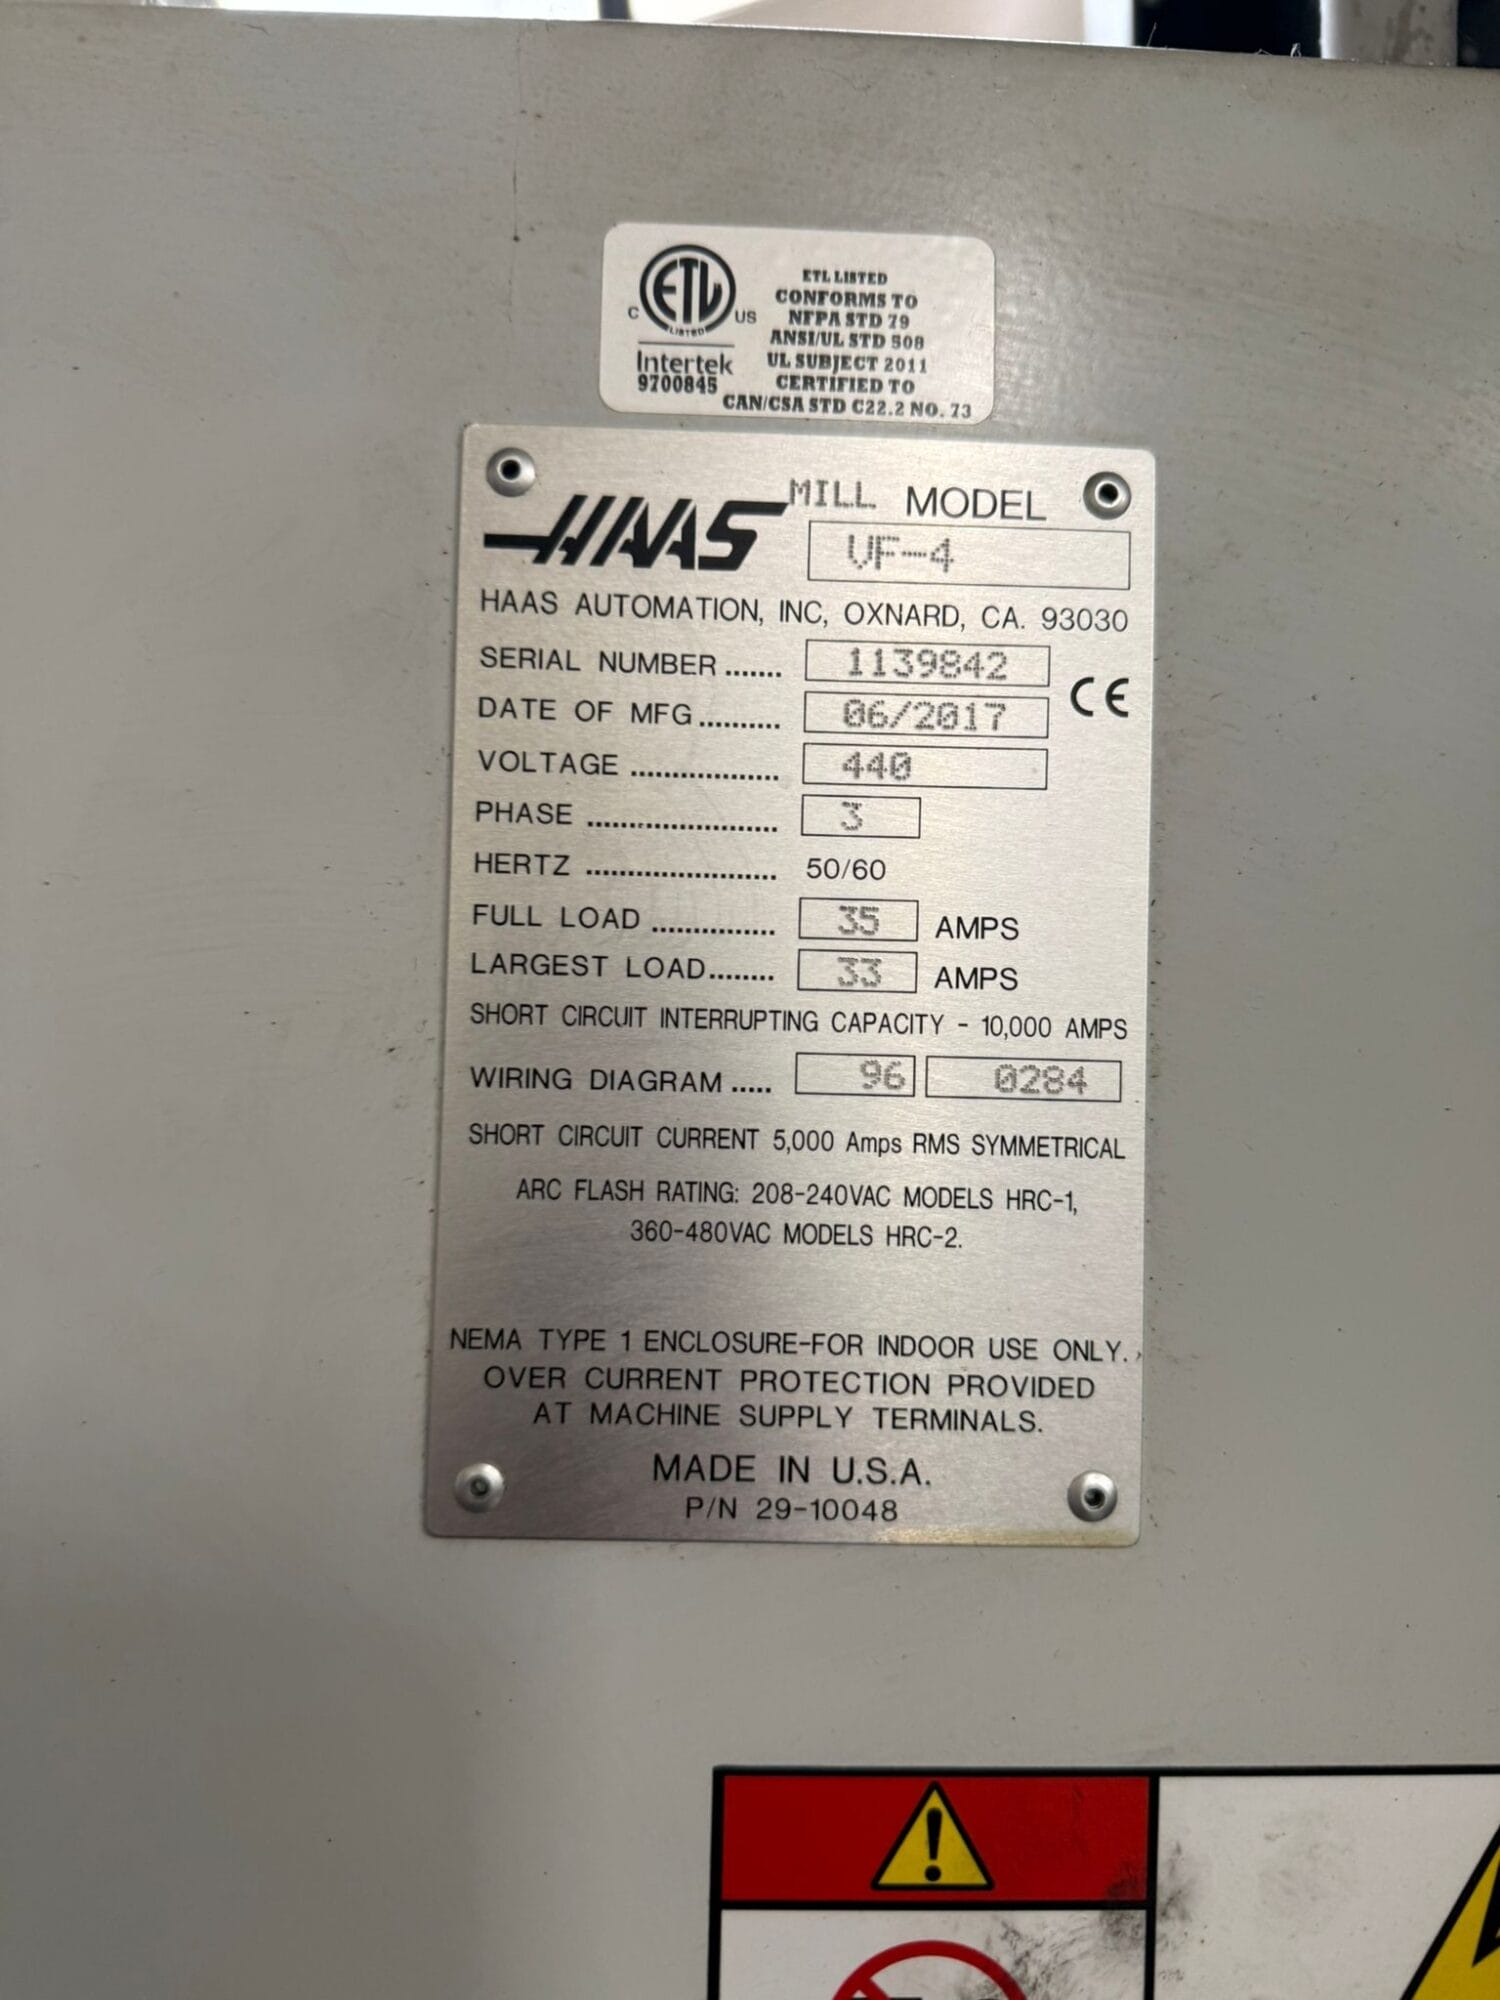 ETL LISTED
C US
Intertek
9700845
ETL LISTED
CONFORMS TO
NFPA STD 79
ANSI/UL STD 508
UL SUBJECT 2011
CERTIFIED TO
CAN/CSA STD C22.2 NO. 73
HAAS MILL MODEL
VF-4
HAAS AUTOMATION, INC, OXNARD, CA. 93030
SERIAL NUMBER ....... 1139842
CE
DATE OF MFG.......... 06/2017
VOLTAGE .................. 440
PHASE ....................... 3
HERTZ ....................... 50/60
FULL LOAD ............... 35 AMPS
LARGEST LOAD........ 33 AMPS
SHORT CIRCUIT INTERRUPTING CAPACITY - 10,000 AMPS
WIRING DIAGRAM ..... 96 0284
SHORT CIRCUIT CURRENT 5,000 Amps RMS SYMMETRICAL
ARC FLASH RATING: 208-240VAC MODELS HRC-1,
360-480VAC MODELS HRC-2.
NEMA TYPE 1 ENCLOSURE-FOR INDOOR USE ONLY.
OVER CURRENT PROTECTION PROVIDED
AT MACHINE SUPPLY TERMINALS.
MADE IN U.S.A.
P/N 29-10048